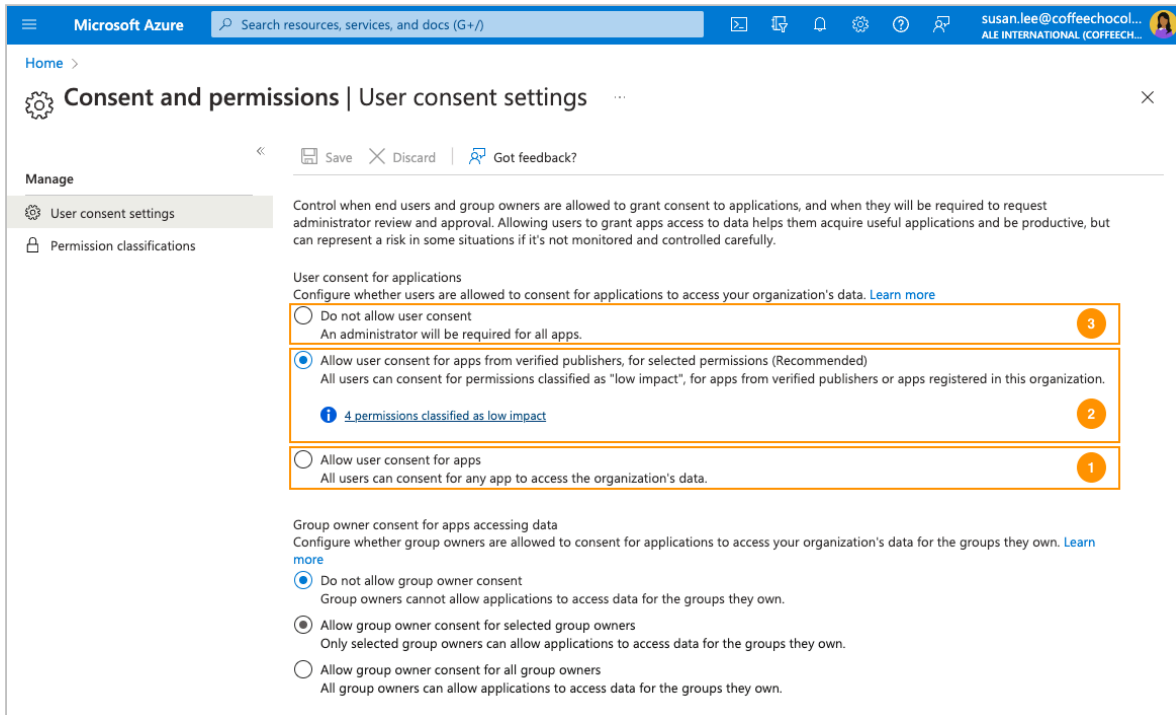 Microsoft Azure
Search resources, services, and docs (G+/)
susan.lee@coffeechocol...
ALE INTERNATIONAL (COFFEECH...
Home >
Consent and permissions | User consent settings ...
Save Discard Got feedback?
Manage
User consent settings
Permission classifications
Control when end users and group owners are allowed to grant consent to applications, and when they will be required to request
administrator review and approval. Allowing users to grant apps access to data helps them acquire useful applications and be productive, but
can represent a risk in some situations if it's not monitored and controlled carefully.
User consent for applications
Configure whether users are allowed to consent for applications to access your organization's data. Learn more
Do not allow user consent
An administrator will be required for all apps.
3
Allow user consent for apps from verified publishers, for selected permissions (Recommended)
All users can consent for permissions classified as "low impact", for apps from verified publishers or apps registered in this organization.
4 permissions classified as low impact
2
Allow user consent for apps
All users can consent for any app to access the organization's data.
1
Group owner consent for apps accessing data
Configure whether group owners are allowed to consent for applications to access your organization's data for the groups they own. Learn
more
Do not allow group owner consent
Group owners cannot allow applications to access data for the groups they own.
Allow group owner consent for selected group owners
Only selected group owners can allow applications to access data for the groups they own.
Allow group owner consent for all group owners
All group owners can allow applications to access data for the groups they own.